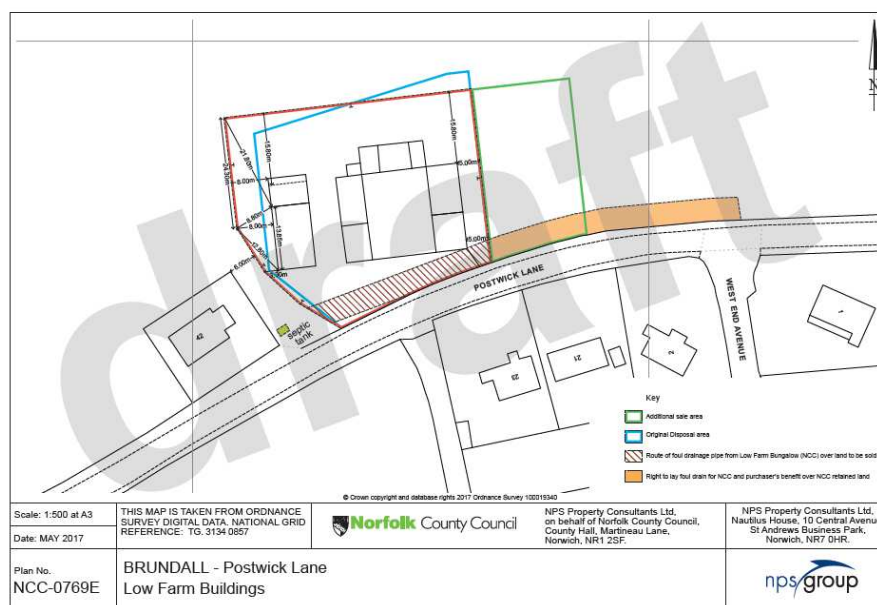 draft
N
15.80m
15.80m
21.80m
24.30m
8.00m
5.00m
8.80m
8.00m
13.85m
5.00m
12.80m
6.00m
POSTWICK LANE
WEST END AVENUE
42
septic
tank
23
21
2
1
Key
Additional sale area
Original Disposal area
Route of foul drainage pipe from Low Farm Bungalow (NCC) over land to be sold
Right to lay foul drain for NCC and purchaser's benefit over NCC retained land
© Crown copyright and database rights 2017 Ordnance Survey 100019340
Scale: 1:500 at A3
Date: MAY 2017
THIS MAP IS TAKEN FROM ORDNANCE
SURVEY DIGITAL DATA. NATIONAL GRID
REFERENCE: TG. 3134 0857
Norfolk County Council
NPS Property Consultants Ltd,
on behalf of Norfolk County Council,
County Hall, Martineau Lane,
Norwich, NR1 2SF.
NPS Property Consultants Ltd,
Nautilus House, 10 Central Avenue
St Andrews Business Park,
Norwich, NR7 0HR.
Plan No.
NCC-0769E
BRUNDALL - Postwick Lane
Low Farm Buildings
nps group